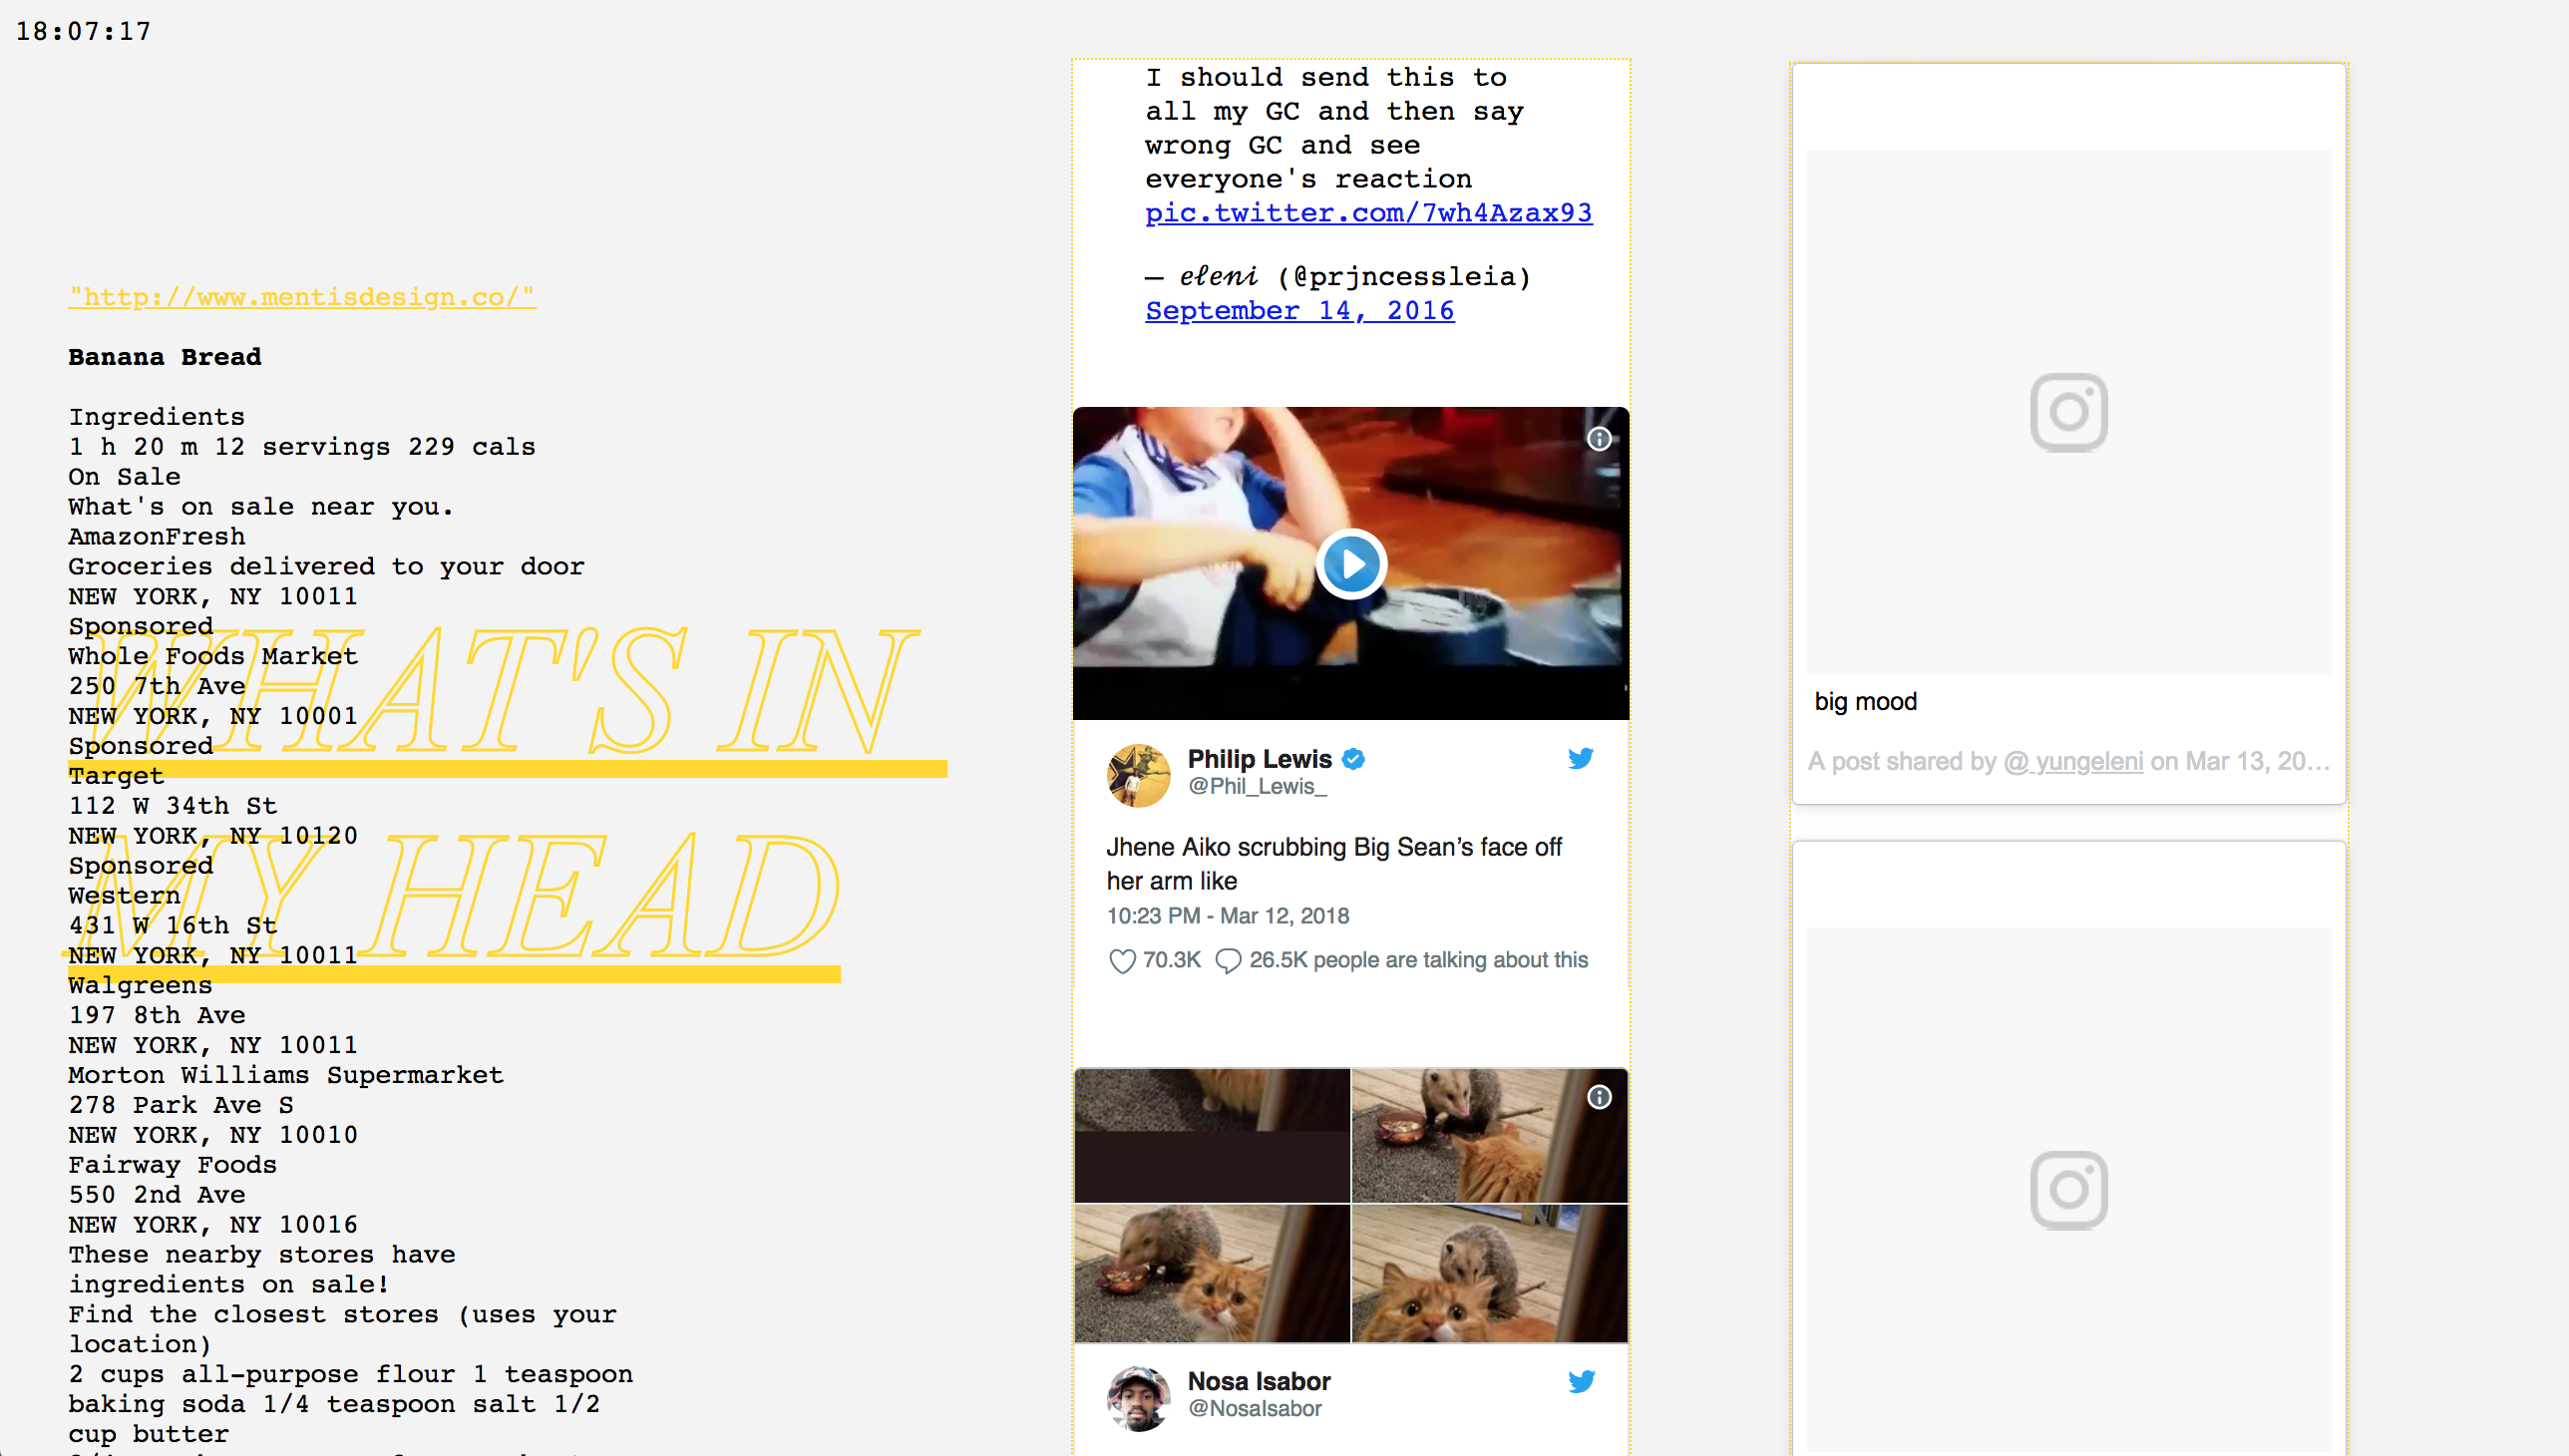 18:07:17
"http://www.mentisdesign.co/"
Banana Bread
Ingredients
1 h 20 m 12 servings 229 cals
On Sale
What's on sale near you.
AmazonFresh
Groceries delivered to your door
NEW YORK, NY 10011
Sponsored
Whole Foods Market
250 7th Ave
NEW YORK, NY 10001
Sponsored
Target
112 W 34th St
NEW YORK, NY 10120
Sponsored
Western
431 W 16th St
NEW YORK, NY 10011
Walgreens
197 8th Ave
NEW YORK, NY 10011
Morton Williams Supermarket
278 Park Ave S
NEW YORK, NY 10010
Fairway Foods
550 2nd Ave
NEW YORK, NY 10016
These nearby stores have
ingredients on sale!
Find the closest stores (uses your
location)
2 cups all-purpose flour 1 teaspoon
baking soda 1/4 teaspoon salt 1/2
cup butter
WHAT'S IN
MY HEAD
I should send this to
all my GC and then say
wrong GC and see
everyone's reaction
pic.twitter.com/7wh4Azax93
— 𝓮𝓵𝓮𝓷𝓲 (@prjncessleia)
September 14, 2016
Philip Lewis
@Phil_Lewis_
Jhene Aiko scrubbing Big Sean’s face off
her arm like
10:23 PM - Mar 12, 2018
70.3K 26.5K people are talking about this
Nosa Isabor
@NosaIsabor
big mood
A post shared by @ yungeleni on Mar 13, 20…